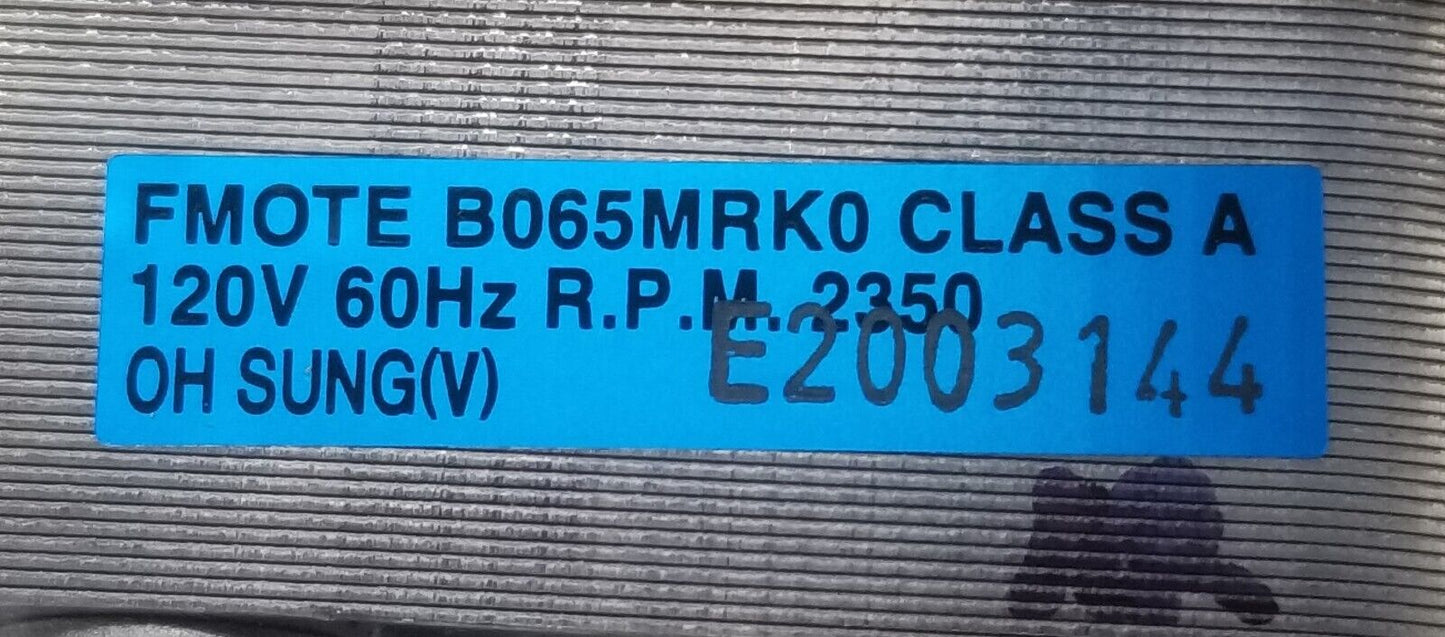 FMOTE B065MRK0 CLASS A
120V 60Hz R.P.M. 2350
OH SUNG(V)
E2003144